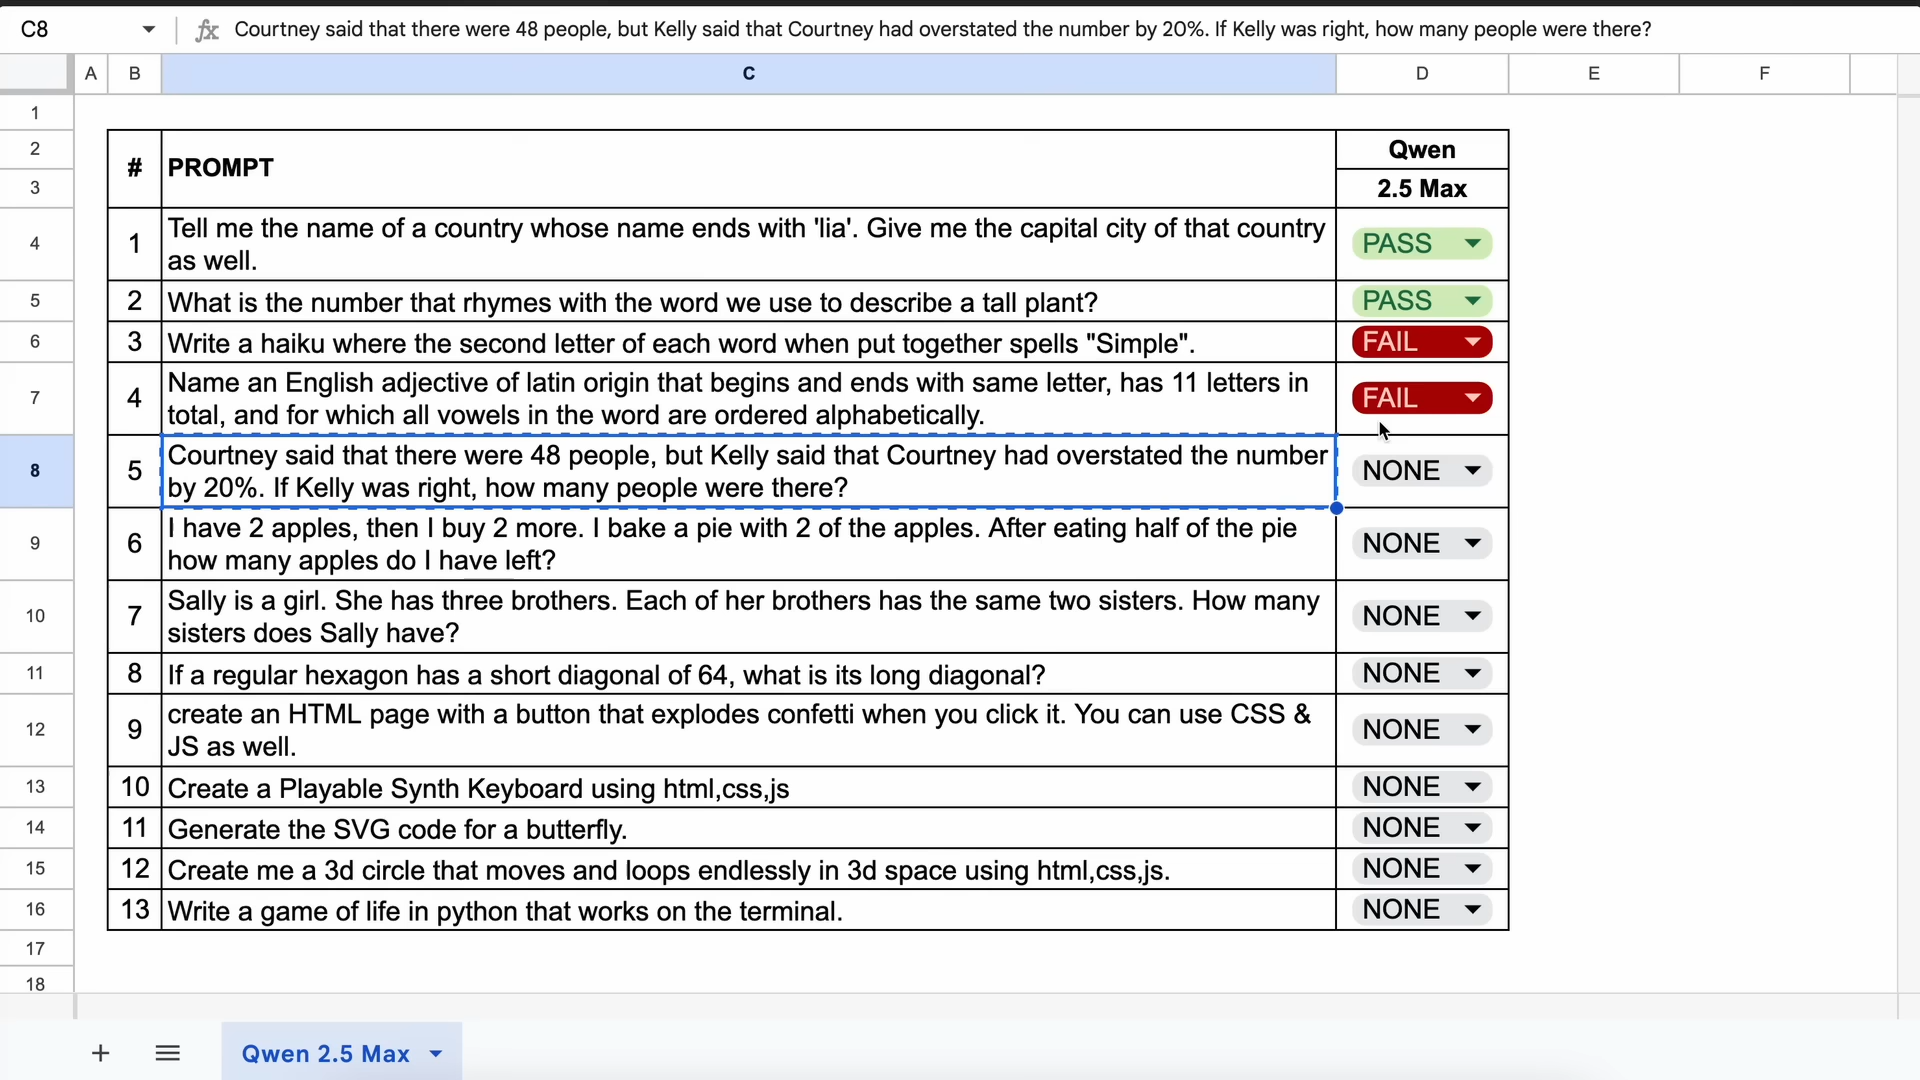 C8
fx Courtney said that there were 48 people, but Kelly said that Courtney had overstated the number by 20%. If Kelly was right, how many people were there?
A B C D E F
1
2 # PROMPT Qwen
3 2.5 Max
4 1 Tell me the name of a country whose name ends with 'lia'. Give me the capital city of that country PASS
as well.
5 2 What is the number that rhymes with the word we use to describe a tall plant? PASS
6 3 Write a haiku where the second letter of each word when put together spells "Simple". FAIL
7 4 Name an English adjective of latin origin that begins and ends with same letter, has 11 letters in FAIL
total, and for which all vowels in the word are ordered alphabetically.
8 5 Courtney said that there were 48 people, but Kelly said that Courtney had overstated the number NONE
by 20%. If Kelly was right, how many people were there?
9 6 I have 2 apples, then I buy 2 more. I bake a pie with 2 of the apples. After eating half of the pie NONE
how many apples do I have left?
10 7 Sally is a girl. She has three brothers. Each of her brothers has the same two sisters. How many NONE
sisters does Sally have?
11 8 If a regular hexagon has a short diagonal of 64, what is its long diagonal? NONE
12 9 create an HTML page with a button that explodes confetti when you click it. You can use CSS & NONE
JS as well.
13 10 Create a Playable Synth Keyboard using html,css,js NONE
14 11 Generate the SVG code for a butterfly. NONE
15 12 Create me a 3d circle that moves and loops endlessly in 3d space using html,css,js. NONE
16 13 Write a game of life in python that works on the terminal. NONE
17
18
Qwen 2.5 Max